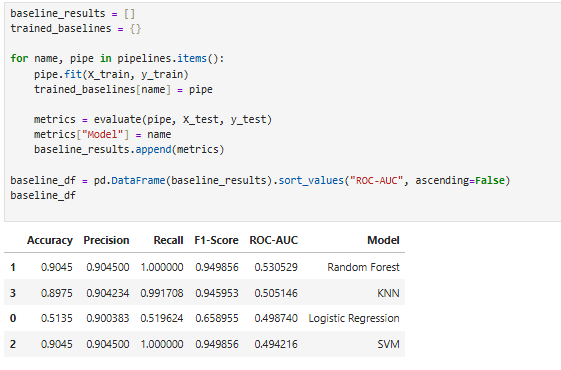 baseline_results = []
trained_baselines = {}
for name, pipe in pipelines.items():
    pipe.fit(X_train, y_train)
    trained_baselines[name] = pipe
    metrics = evaluate(pipe, X_test, y_test)
    metrics["Model"] = name
    baseline_results.append(metrics)
baseline_df = pd.DataFrame(baseline_results).sort_values("ROC-AUC", ascending=False)
baseline_df
Accuracy Precision Recall F1-Score ROC-AUC Model
1 0.9045 0.904500 1.000000 0.949856 0.530529 Random Forest
3 0.8975 0.904234 0.991708 0.945953 0.505146 KNN
0 0.5135 0.900383 0.519624 0.658955 0.498740 Logistic Regression
2 0.9045 0.904500 1.000000 0.949856 0.494216 SVM